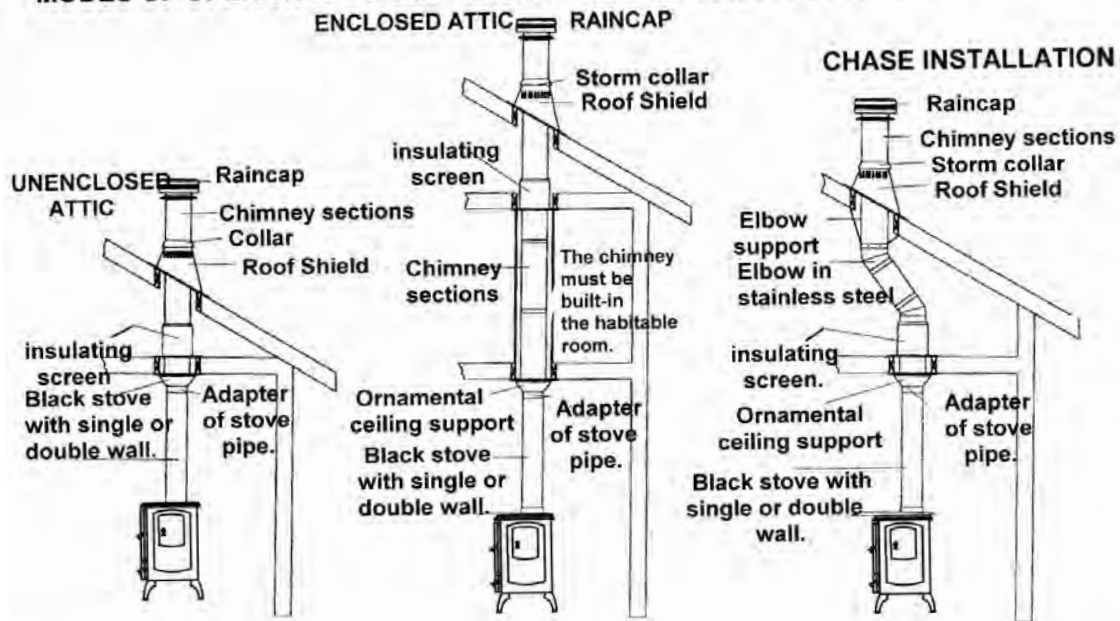 ENCLOSED ATTIC
RAINCAP
Storm collar
Roof Shield
insulating
screen
Chimney
sections
The chimney
must be
built-in
the habitable
room.
Ornamental
ceiling support
Adapter
of stove
pipe.
Black stove
with single or
double wall.
UNENCLOSED
ATTIC
Raincap
Chimney sections
Collar
Roof Shield
insulating
screen
Black stove
with single or
double wall.
Adapter
of stove
pipe.
CHASE INSTALLATION
Raincap
Chimney sections
Storm collar
Roof Shield
Elbow
support
Elbow in
stainless steel
insulating
screen.
Ornamental
ceiling support
Adapter
of stove
pipe.
Black stove with
single or double
wall.